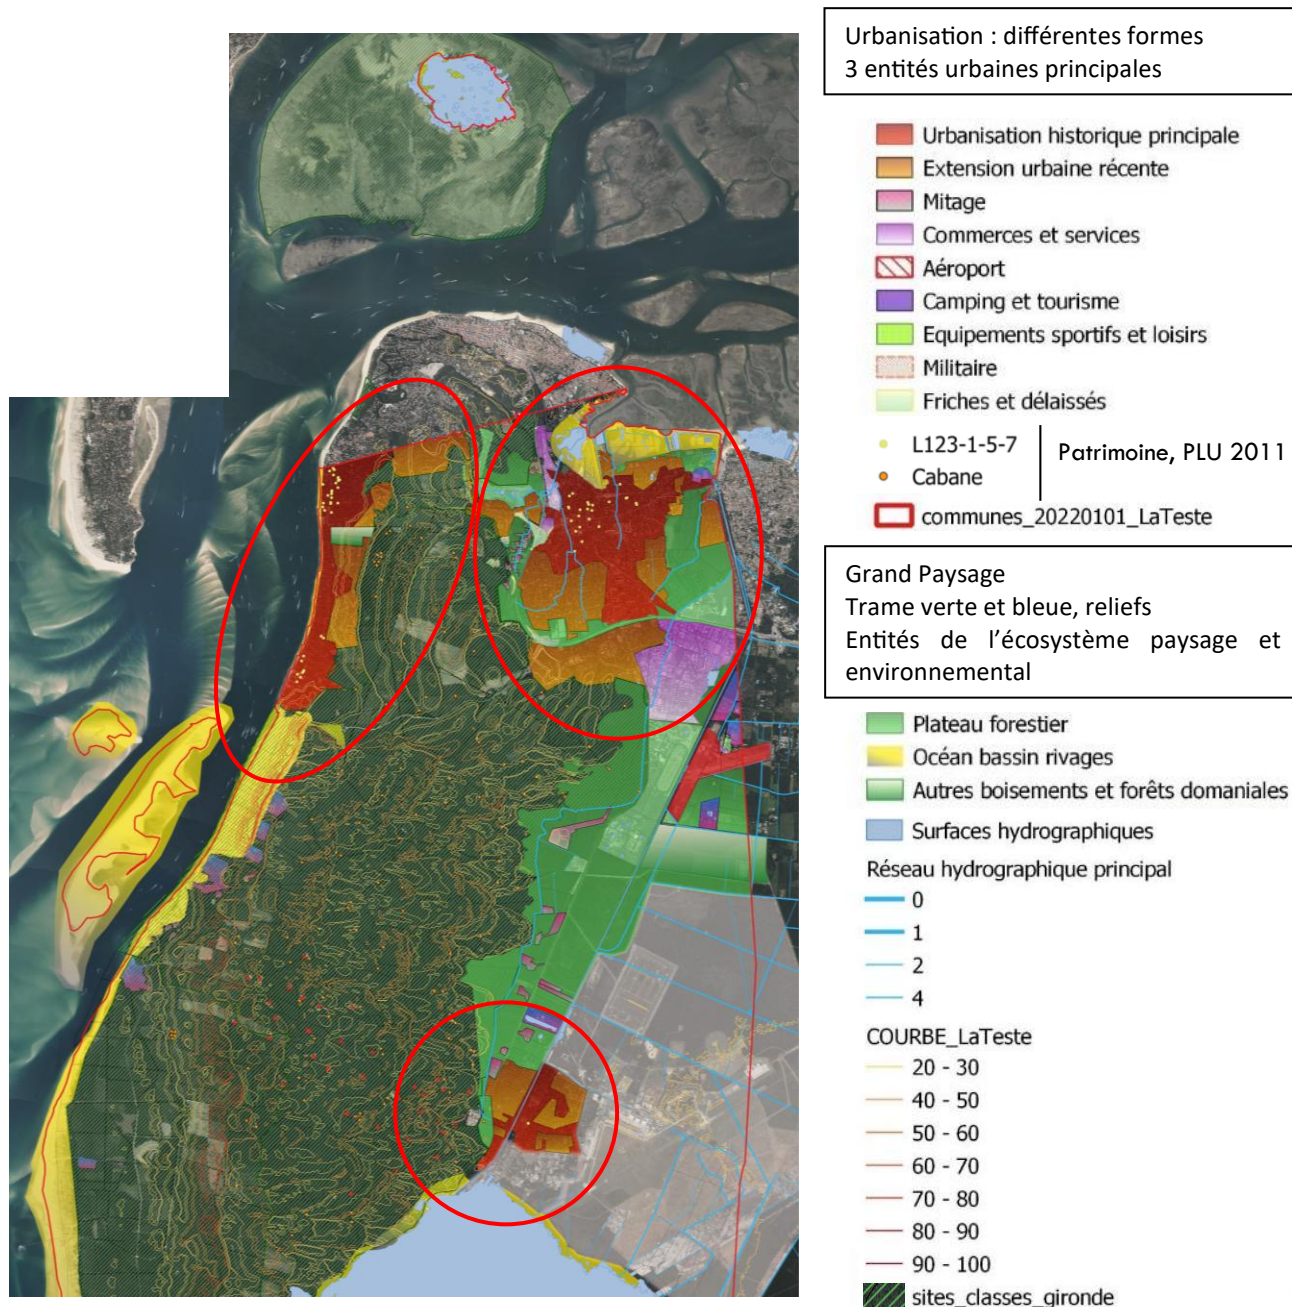 Urbanisation : différentes formes
3 entités urbaines principales
Urbanisation historique principale
Extension urbaine récente
Mitage
Commerces et services
Aéroport
Camping et tourisme
Equipements sportifs et loisirs
Militaire
Friches et délaissés
L123-1-5-7
Cabane
Patrimoine, PLU 2011
communes_20220101_LaTeste
Grand Paysage
Trame verte et bleue, reliefs
Entités de l'écosystème paysage et
environnemental
Plateau forestier
Océan bassin rivages
Autres boisements et forêts domaniales
Surfaces hydrographiques
Réseau hydrographique principal
0
1
2
4
COURBE_LaTeste
20 - 30
40 - 50
50 - 60
60 - 70
70 - 80
80 - 90
90 - 100
sites_classes_gironde